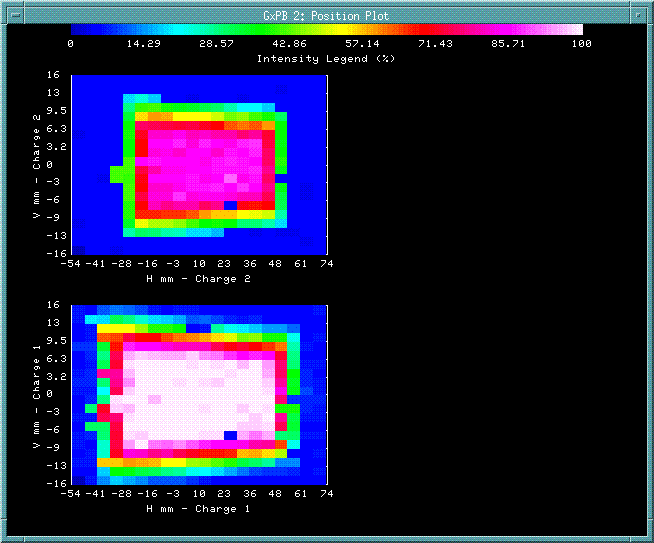 GxPB 2: Position Plot
0 14.29 28.57 42.86 57.14 71.43 85.71 100
Intensity Legend (%)
16
13
9.5
6.3
3.2
0
-3
-6
-9
-13
-16
V mm - Charge 2
-54 -41 -28 -16 -3 10 23 36 48 61 74
H mm - Charge 2
16
13
9.5
6.3
3.2
0
-3
-6
-9
-13
-16
V mm - Charge 1
-54 -41 -28 -16 -3 10 23 36 48 61 74
H mm - Charge 1